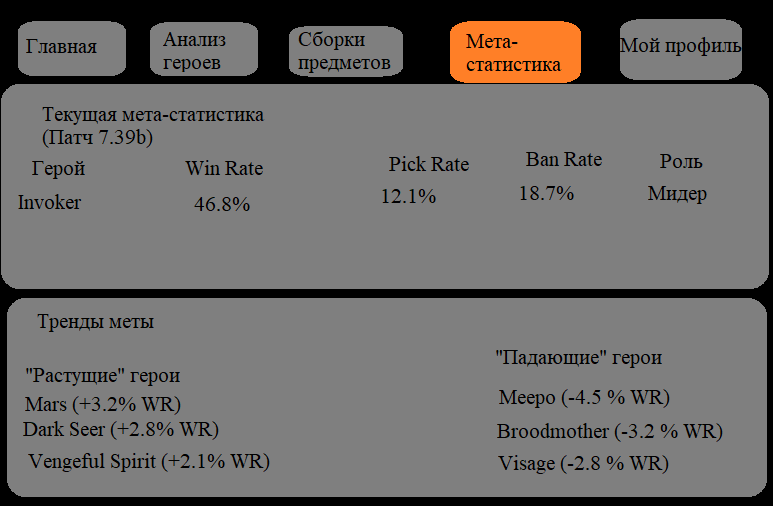 Главная
Анализ
героев
Сборки
предметов
Мета-
статистика
Мой профиль
Текущая мета-статистика
(Патч 7.39b)
Герой Win Rate Pick Rate Ban Rate Роль
Invoker 46.8% 12.1% 18.7% Мидер
Тренды меты
"Растущие" герои
Mars (+3.2% WR)
Dark Seer (+2.8% WR)
Vengeful Spirit (+2.1% WR)
"Падающие" герои
Meepo (-4.5 % WR)
Broodmother (-3.2 % WR)
Visage (-2.8 % WR)